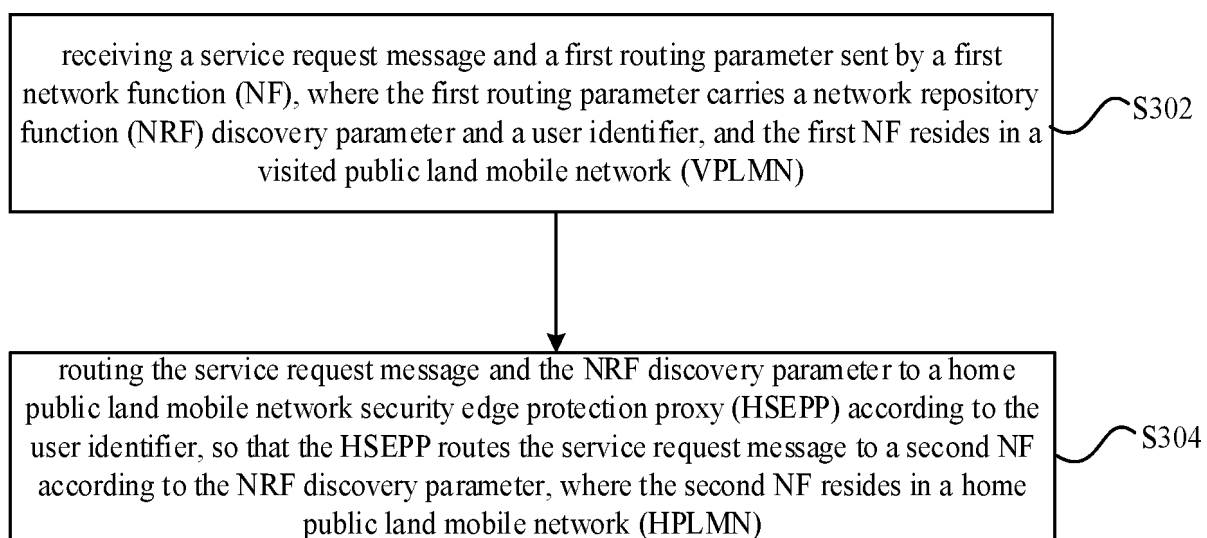 receiving a service request message and a first routing parameter sent by a first
network function (NF), where the first routing parameter carries a network repository
function (NRF) discovery parameter and a user identifier, and the first NF resides in a
visited public land mobile network (VPLMN)
S302
routing the service request message and the NRF discovery parameter to a home
public land mobile network security edge protection proxy (HSEPP) according to the
user identifier, so that the HSEPP routes the service request message to a second NF
according to the NRF discovery parameter, where the second NF resides in a home
public land mobile network (HPLMN)
S304